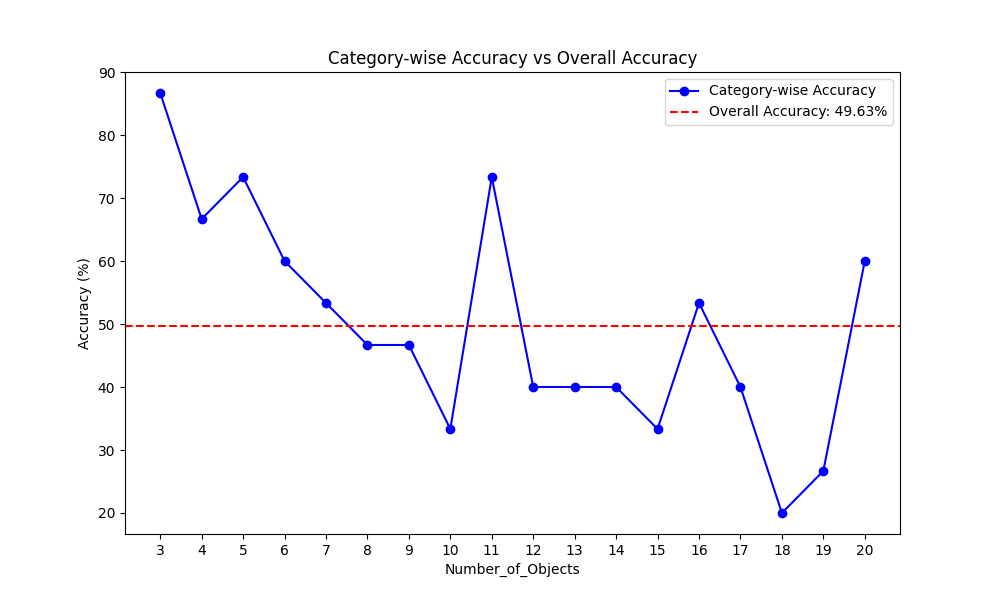 Category-wise Accuracy vs Overall Accuracy
Category-wise Accuracy
Overall Accuracy: 49.63%
Accuracy (%)
90
80
70
60
50
40
30
20
3 4 5 6 7 8 9 10 11 12 13 14 15 16 17 18 19 20
Number_of_Objects